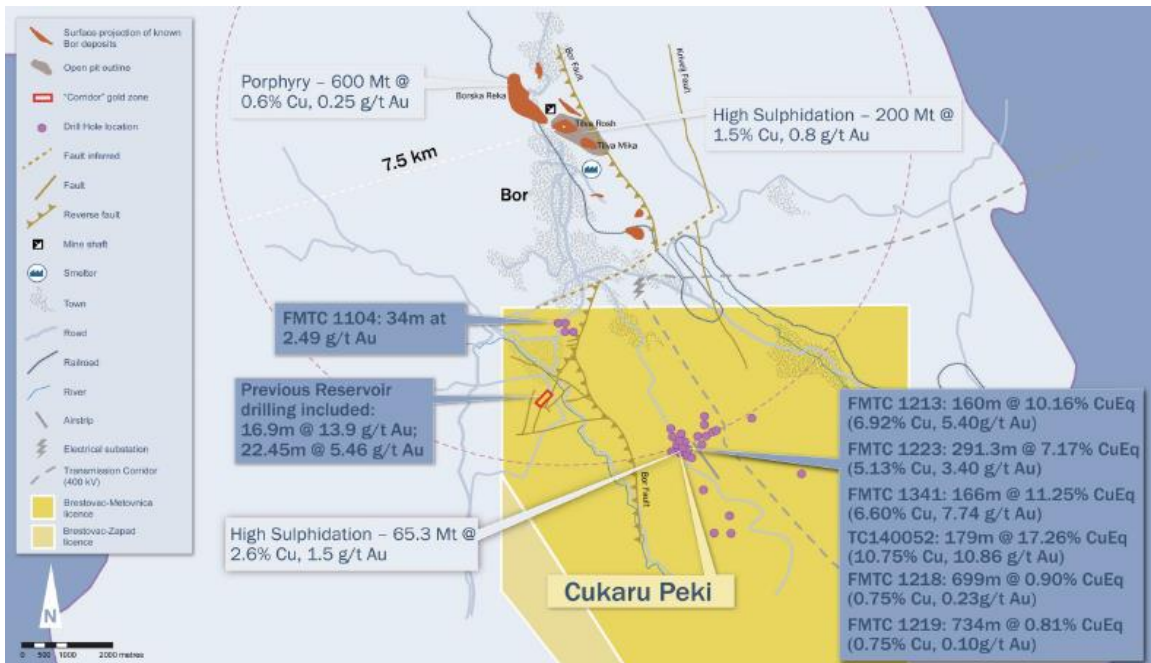 Surface projection of known
Bor deposits
Open pit outline
"Corridor" gold zone
Drill Hole location
Fault inferred
Fault
Reverse fault
Mine shaft
Smelter
Town
Road
Railroad
River
Airstrip
Electrical substation
Transmission Corridor
(400 kV)
Brestovac-Metovnica
licence
Brestovac-Zapad
licence
N
0 500 1000 2000 metres
Porphyry – 600 Mt @
0.6% Cu, 0.25 g/t Au
Borska Reka
Bor Fault
Krivelj Fault
Tilva Rosh
Tilva Mika
High Sulphidation – 200 Mt @
1.5% Cu, 0.8 g/t Au
7.5 km
Bor
FMTC 1104: 34m at
2.49 g/t Au
Previous Reservoir
drilling included:
16.9m @ 13.9 g/t Au;
22.45m @ 5.46 g/t Au
Bor Fault
High Sulphidation – 65.3 Mt @
2.6% Cu, 1.5 g/t Au
Cukaru Peki
FMTC 1213: 160m @ 10.16% CuEq
(6.92% Cu, 5.40g/t Au)
FMTC 1223: 291.3m @ 7.17% CuEq
(5.13% Cu, 3.40 g/t Au)
FMTC 1341: 166m @ 11.25% CuEq
(6.60% Cu, 7.74 g/t Au)
TC140052: 179m @ 17.26% CuEq
(10.75% Cu, 10.86 g/t Au)
FMTC 1218: 699m @ 0.90% CuEq
(0.75% Cu, 0.23g/t Au)
FMTC 1219: 734m @ 0.81% CuEq
(0.75% Cu, 0.10g/t Au)